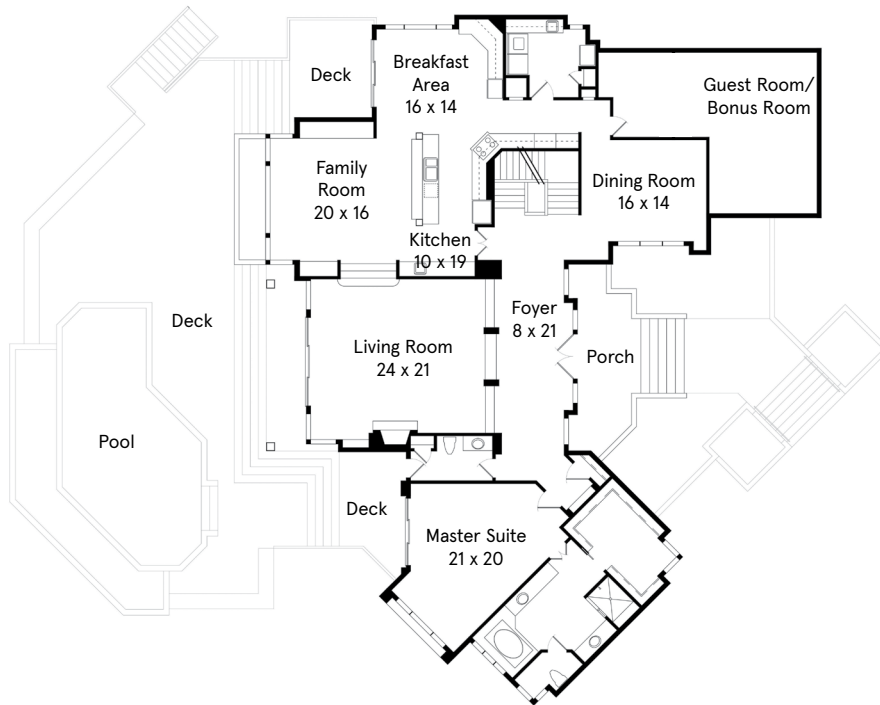 Deck
Breakfast
Area
16 x 14
Guest Room/
Bonus Room
Family
Room
20 x 16
Dining Room
16 x 14
Kitchen
10 x 19
Deck
Foyer
8 x 21
Living Room
24 x 21
Porch
Pool
Deck
Master Suite
21 x 20